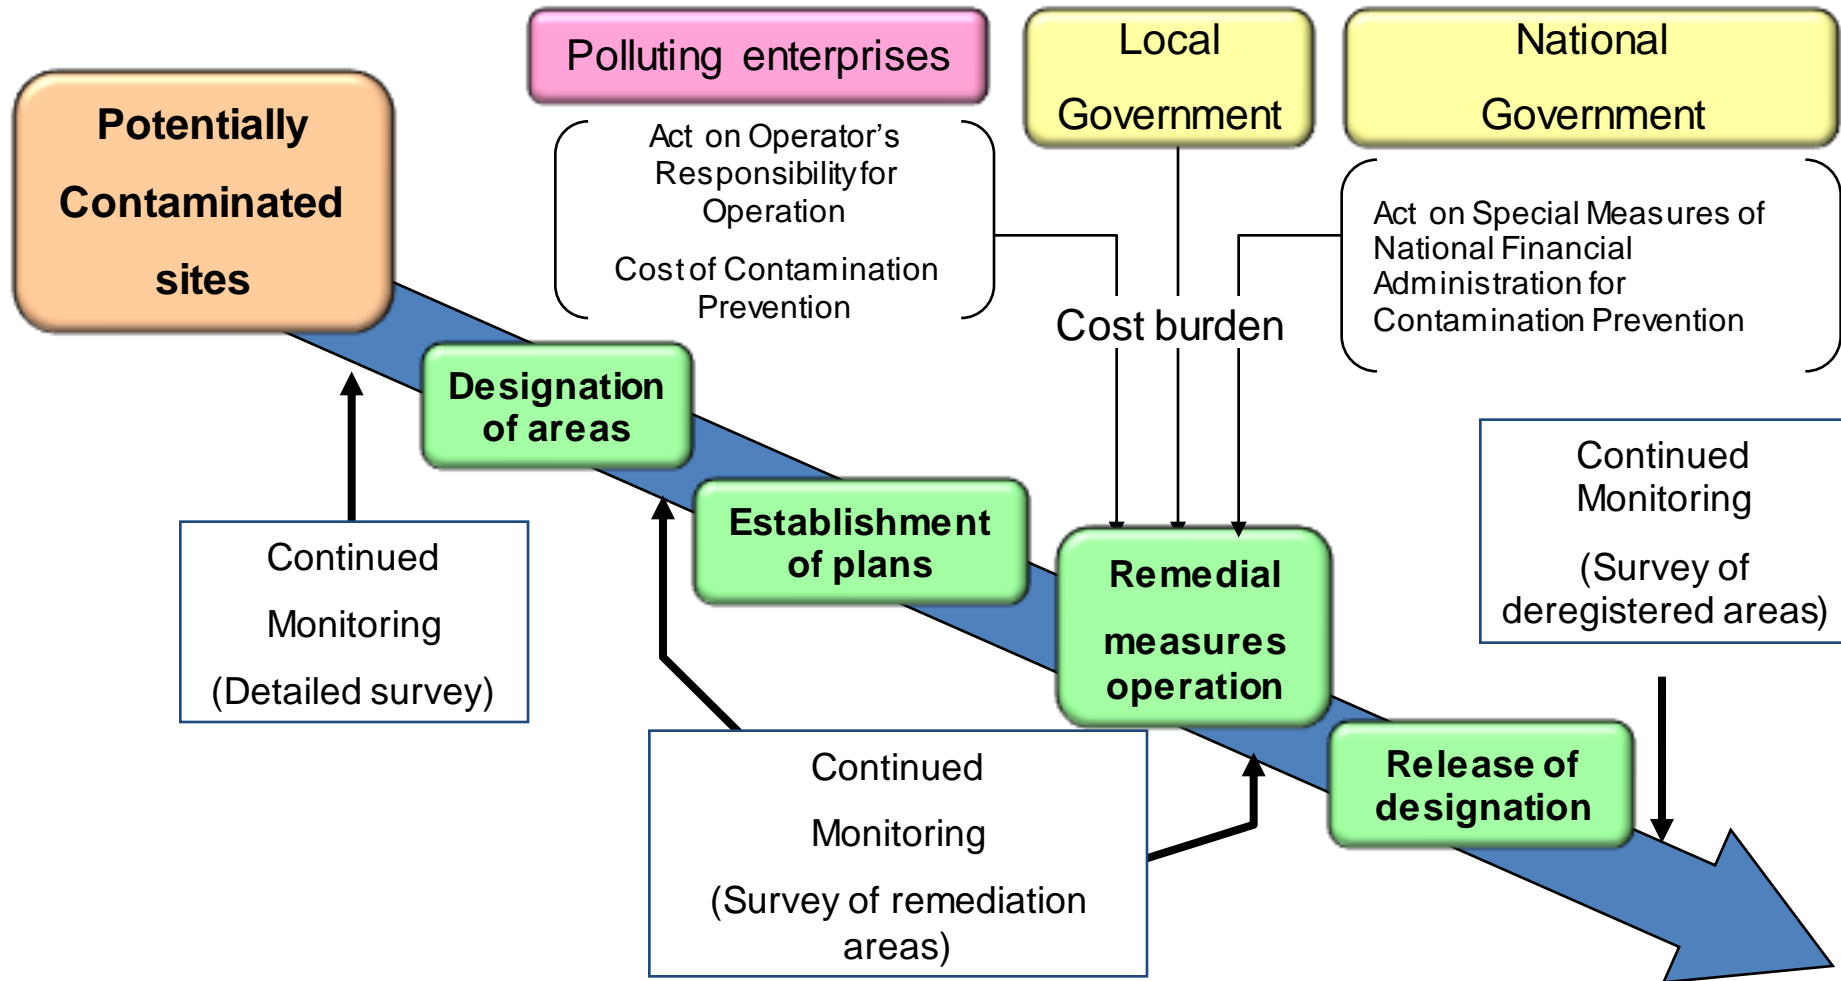 Polluting enterprises
Local
Government
National
Government
Potentially
Contaminated
sites
Act on Operator's
Responsibility for
Operation
Cost of Contamination
Prevention
Act on Special Measures of
National Financial
Administration for
Contamination Prevention
Cost burden
Designation
of areas
Establishment
of plans
Remedial
measures
operation
Release of
designation
Continued
Monitoring
(Detailed survey)
Continued
Monitoring
(Survey of remediation
areas)
Continued
Monitoring
(Survey of
deregistered areas)